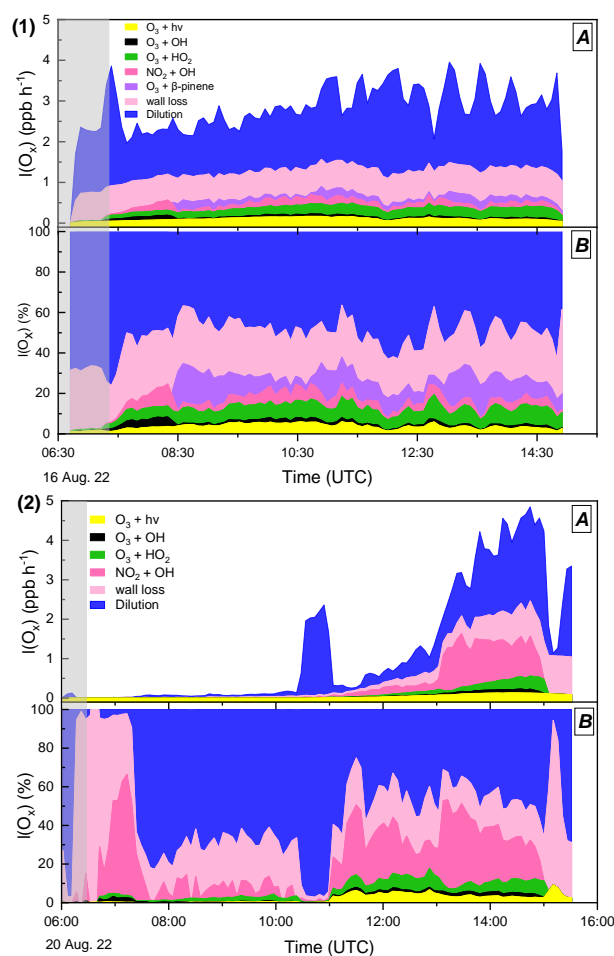 (1)
A
O₃ + hv
O₃ + OH
O₃ + HO₂
NO₂ + OH
O₃ + β-pinene
wall loss
Dilution
l(Oₓ) (ppb h⁻¹)
5
4
3
2
1
0
B
l(Oₓ) (%)
100
80
60
40
20
0
06:30 08:30 10:30 12:30 14:30
16 Aug. 22
Time (UTC)
(2)
A
O₃ + hv
O₃ + OH
O₃ + HO₂
NO₂ + OH
wall loss
Dilution
l(Oₓ) (ppb h⁻¹)
5
4
3
2
1
0
B
l(Oₓ) (%)
100
80
60
40
20
0
06:00 08:00 10:00 12:00 14:00 16:00
20 Aug. 22
Time (UTC)